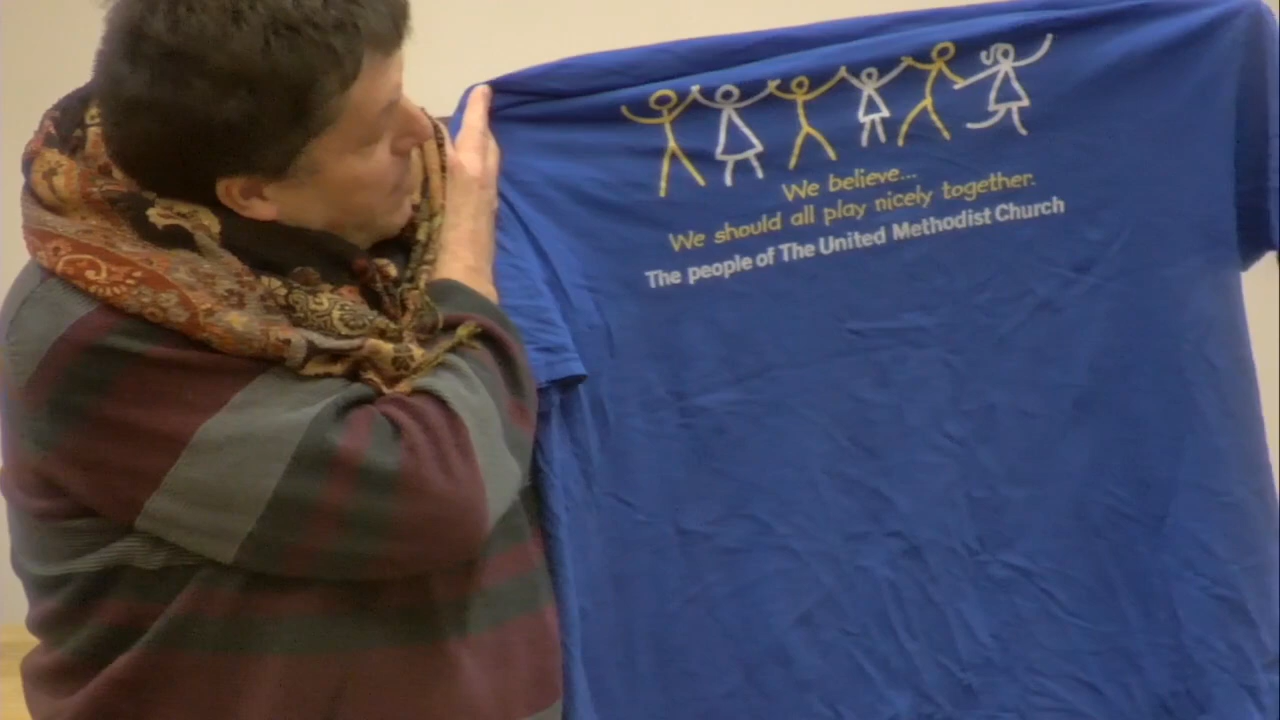 We believe...
We should all play nicely together.
The people of The United Methodist Church